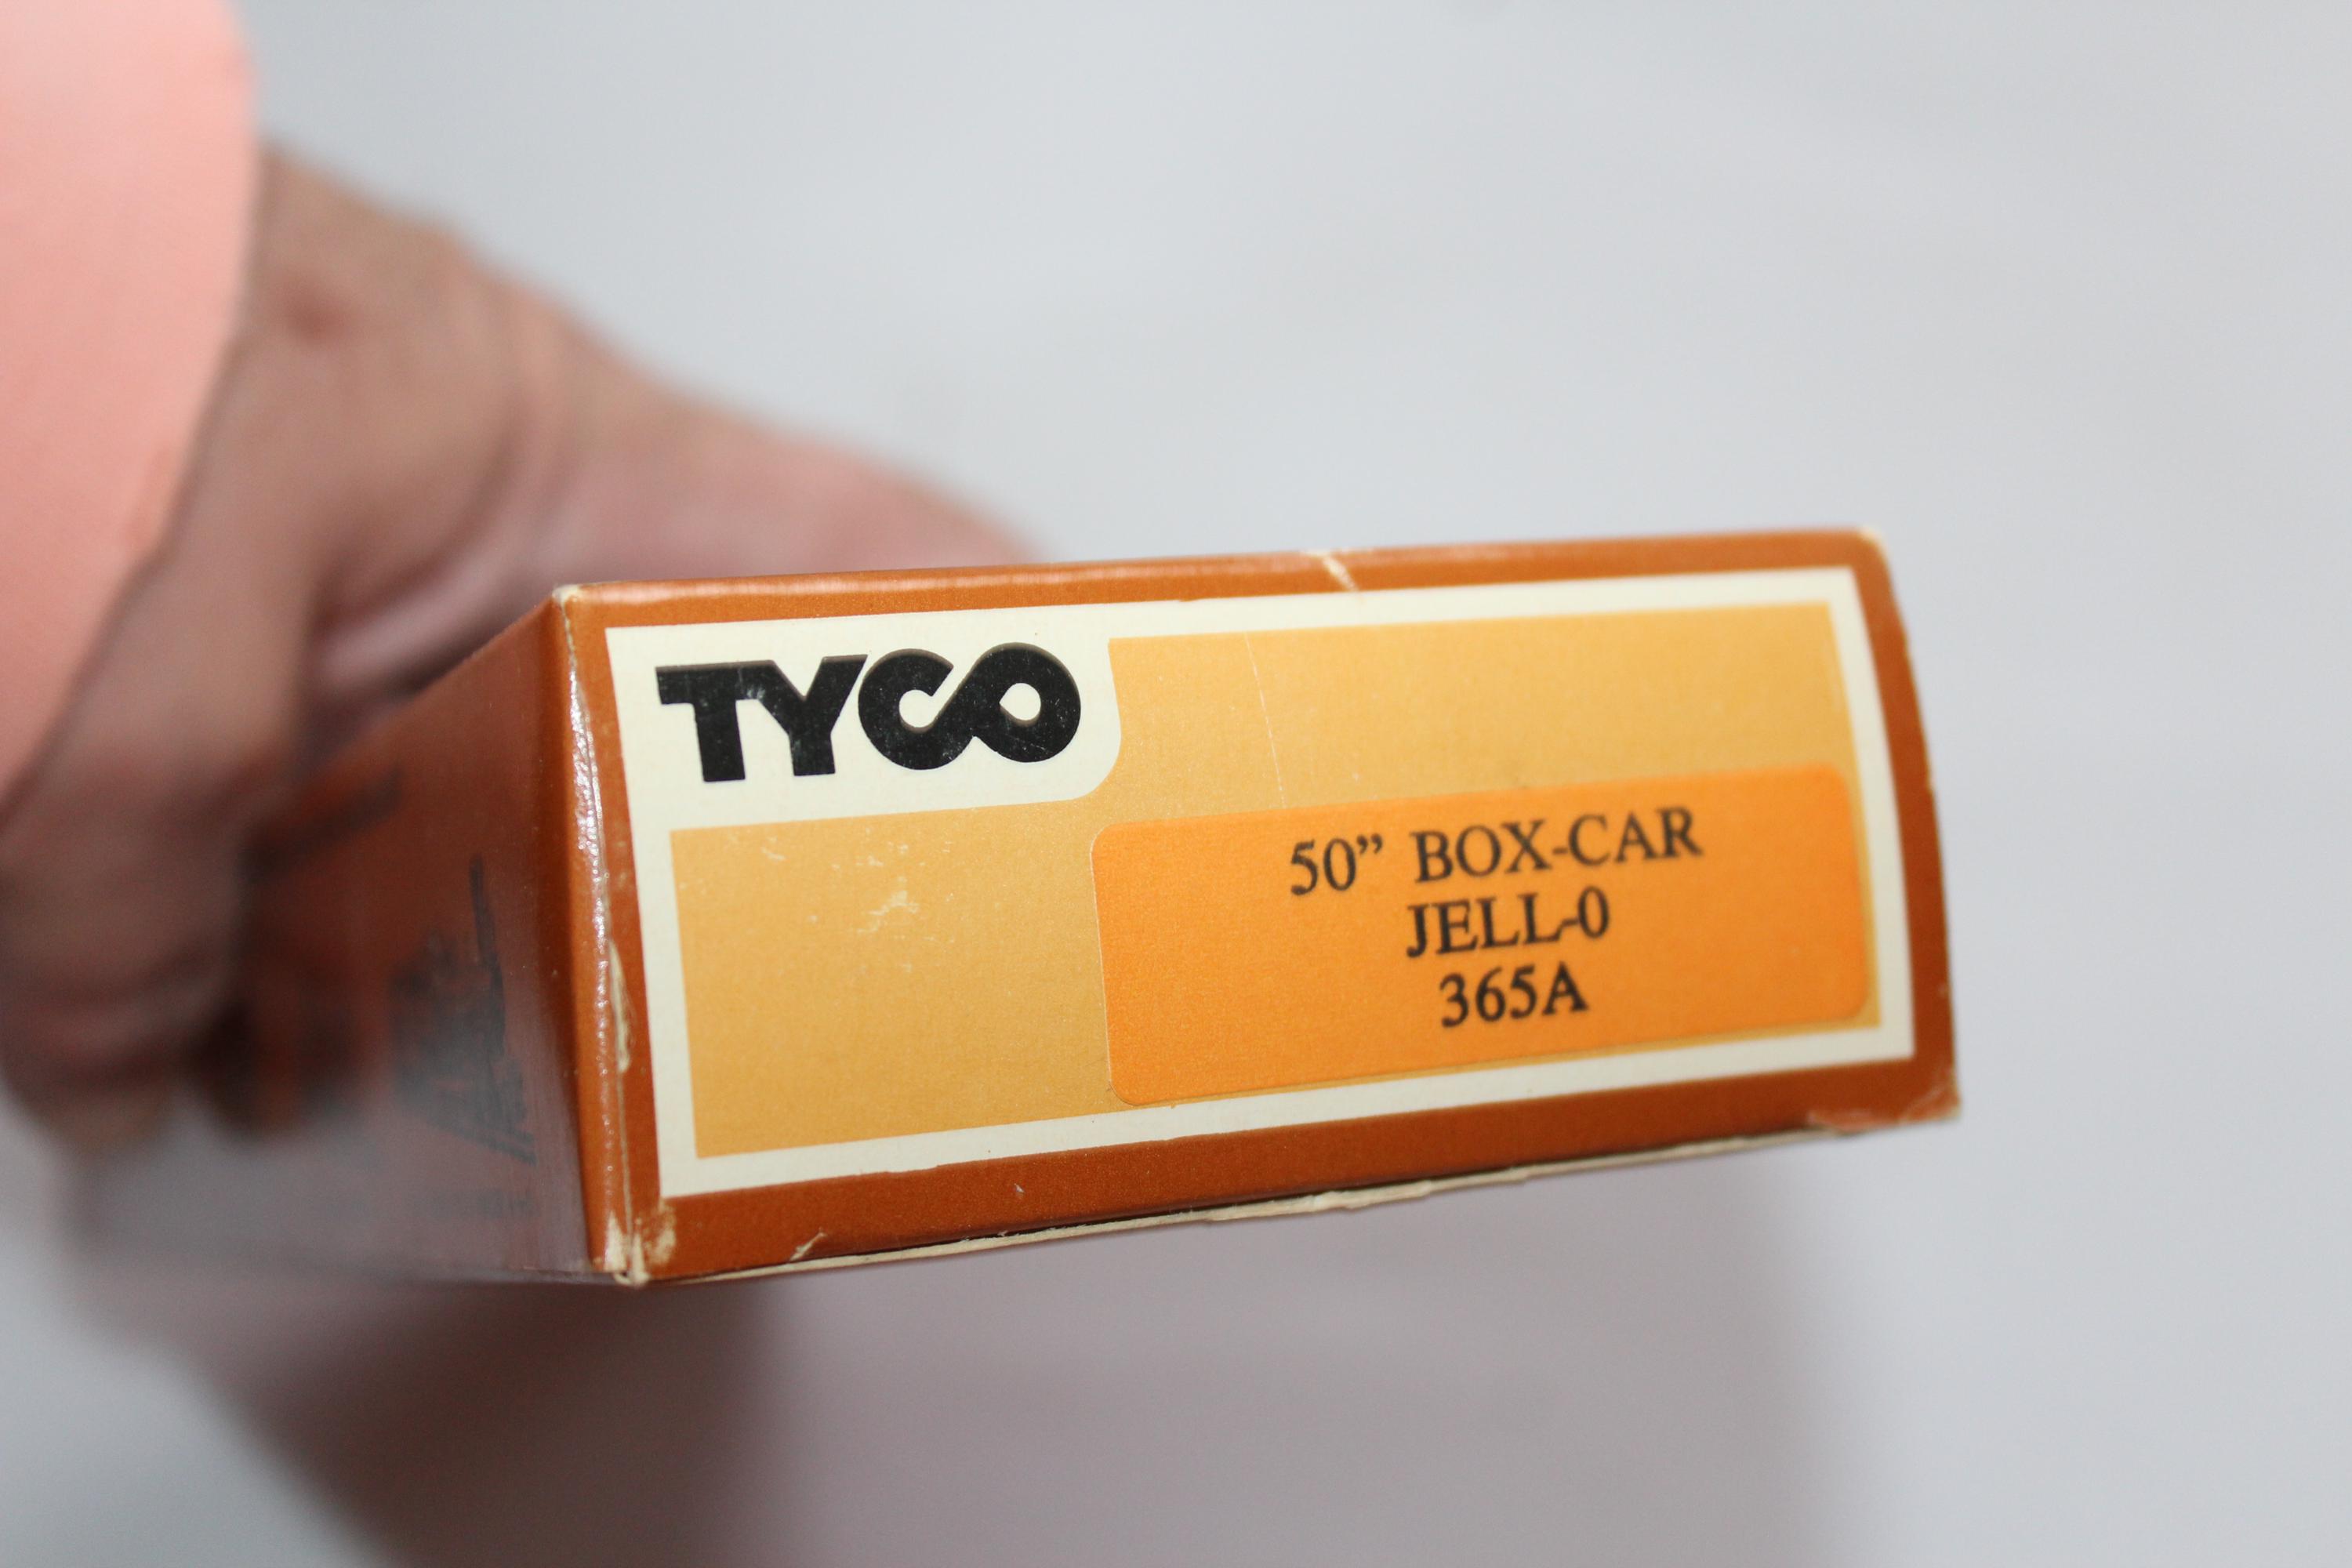 TYCO
50” BOX-CAR
JELL-0
365A